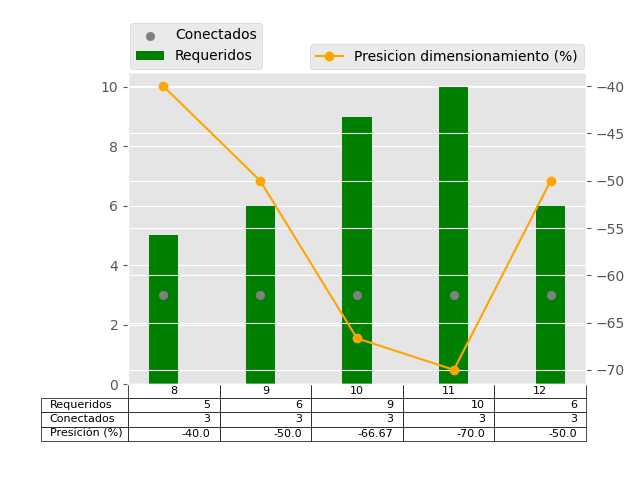 Conectados
Requeridos
Presicion dimensionamiento (%)
10
8
6
4
2
0
−40
−45
−50
−55
−60
−65
−70
8 9 10 11 12
Requeridos 5 6 9 10 6
Conectados 3 3 3 3 3
Presición (%) -40.0 -50.0 -66.67 -70.0 -50.0